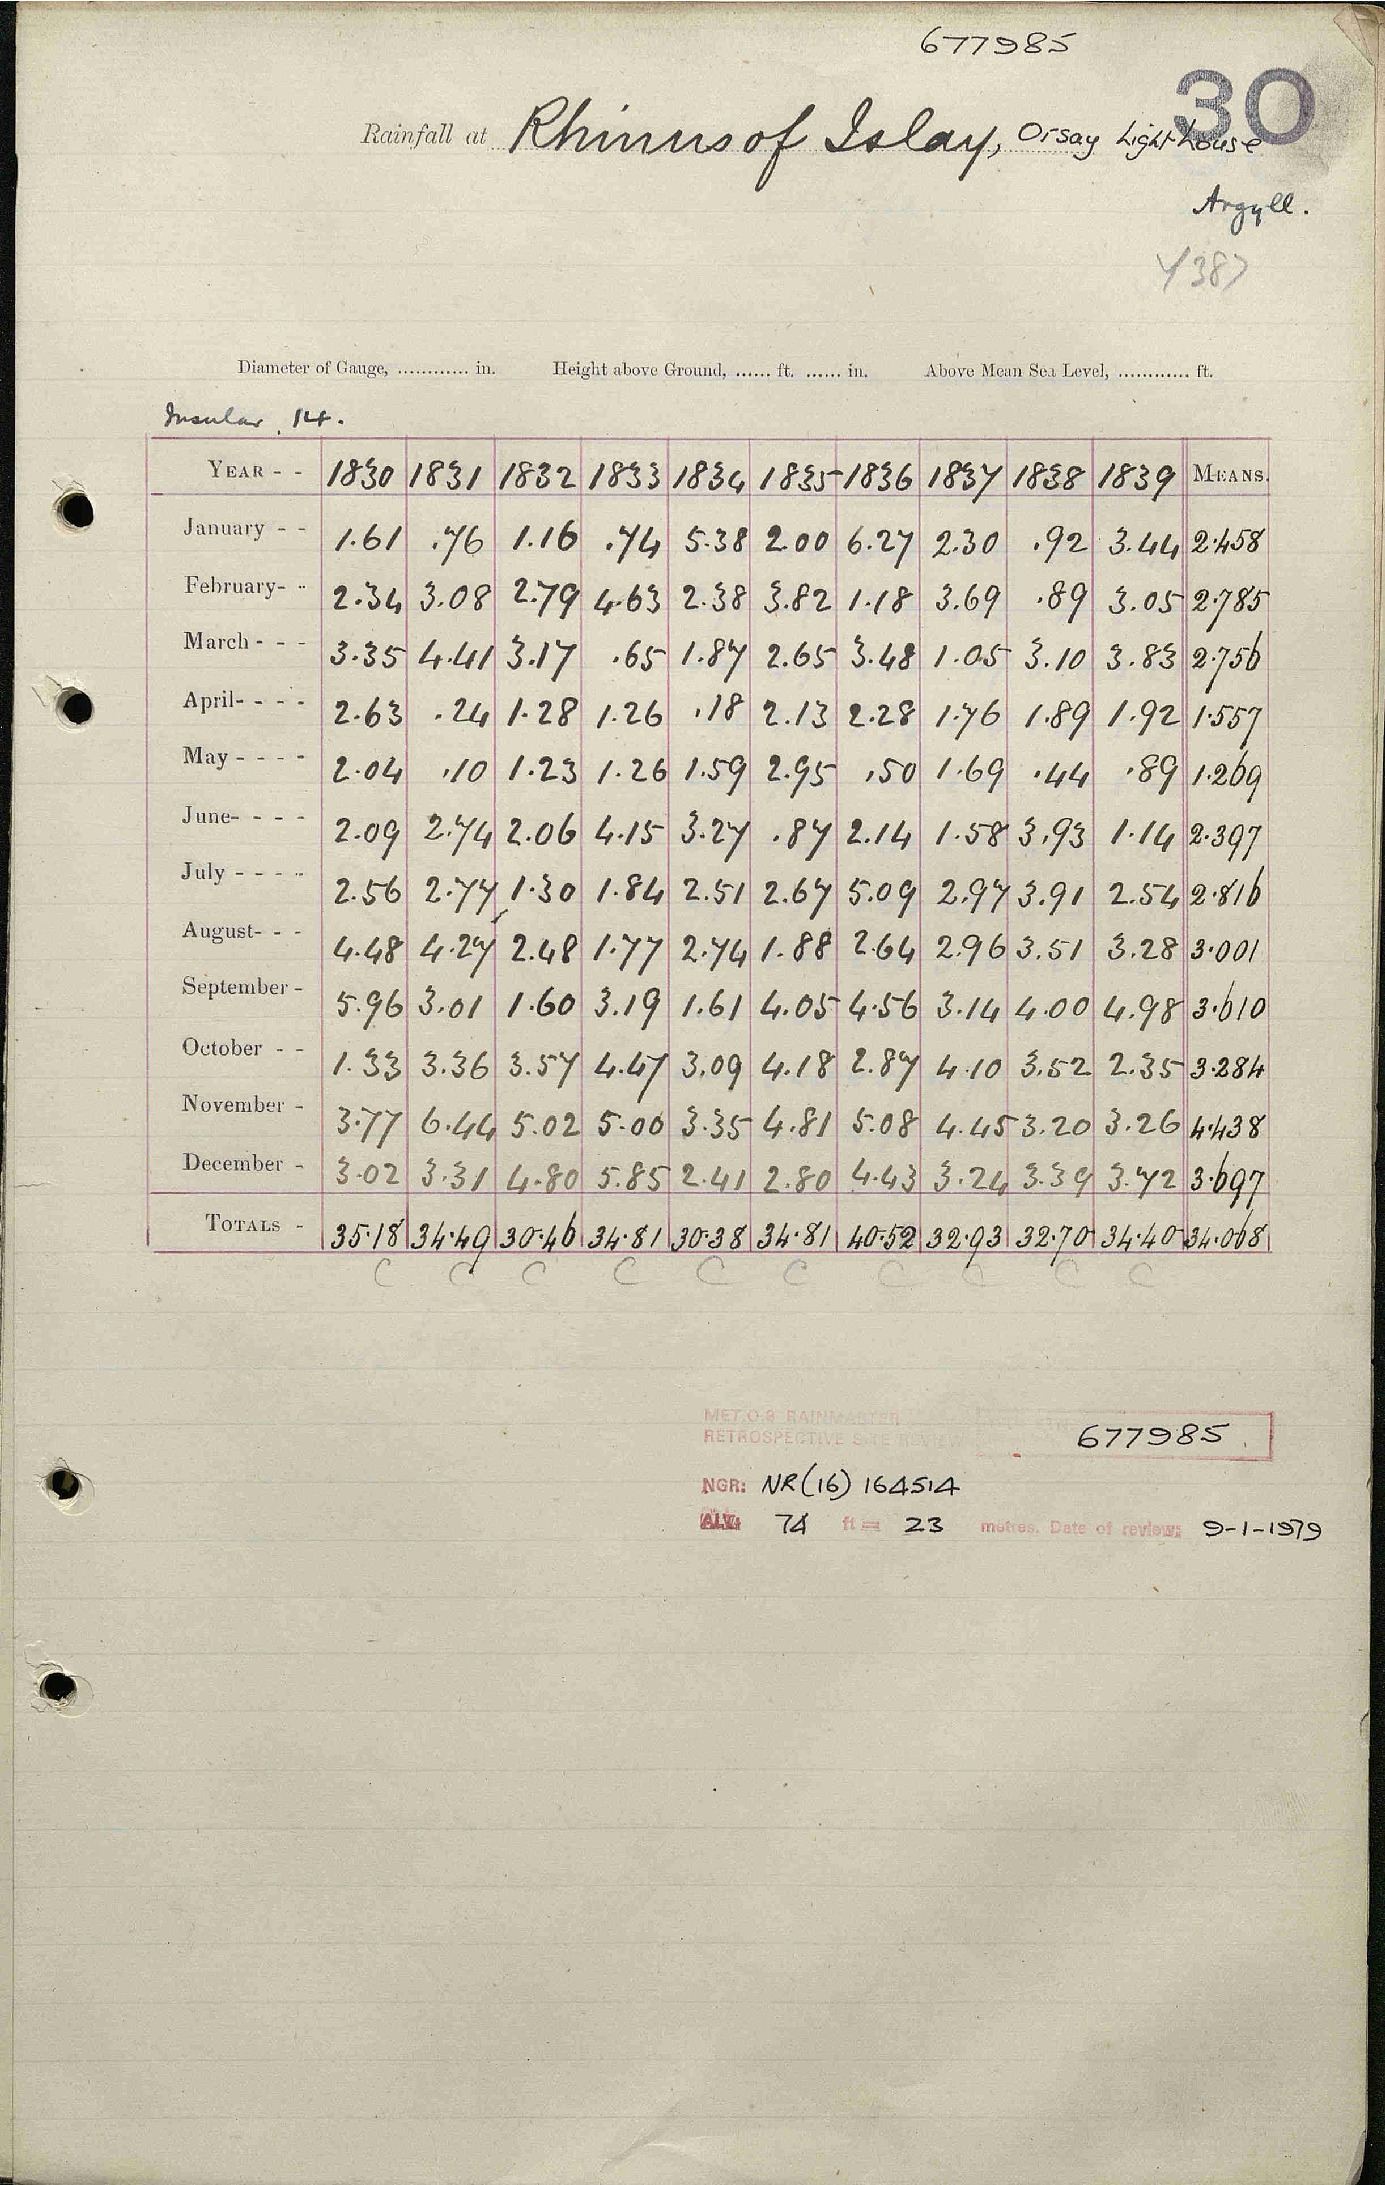 677985
30
Rainfall at Rhinns of Islay, Orsay Lighthouse
Argyll.
4/387
Diameter of Gauge, ............ in. Height above Ground, ...... ft. ...... in. Above Mean Sea Level, ............ ft.
Insular 14.
YEAR - - 1830 1831 1832 1833 1834 1835 1836 1837 1838 1839 MEANS.
January - - 1.61 .76 1.16 .74 5.38 2.00 6.27 2.30 .92 3.44 2.458
February- - 2.34 3.08 2.79 4.63 2.38 3.82 1.18 3.69 .89 3.05 2.785
March - - - 3.35 4.41 3.17 .65 1.87 2.65 3.48 1.05 3.10 3.83 2.756
April- - - - 2.63 .24 1.28 1.26 .18 2.13 2.28 1.76 1.89 1.92 1.557
May - - - - 2.04 .10 1.23 1.26 1.59 2.95 .50 1.69 .44 .89 1.269
June- - - - 2.09 2.74 2.06 4.15 3.27 .87 2.14 1.58 3.93 1.14 2.397
July - - - - 2.56 2.77 1.30 1.84 2.51 2.67 5.09 2.97 3.91 2.54 2.816
August- - - 4.48 4.27 2.48 1.77 2.74 1.88 2.64 2.96 3.51 3.28 3.001
September - 5.96 3.01 1.60 3.19 1.61 4.05 4.56 3.14 4.00 4.98 3.610
October - - 1.33 3.36 3.57 4.47 3.09 4.18 2.87 4.10 3.52 2.35 3.284
November - 3.77 6.44 5.02 5.00 3.35 4.81 5.08 4.45 3.20 3.26 4.438
December - 3.02 3.31 4.80 5.85 2.41 2.80 4.43 3.24 3.39 3.72 3.697
TOTALS - 35.18 34.49 30.46 34.81 30.38 34.81 40.52 32.93 32.70 34.40 34.068
C C C C C C C C C C
MET.O.8 RAINMASTER
RETROSPECTIVE SITE REVIEW 677985
NGR: NR(16) 164514
ALT: 74 ft = 23 metres. Date of review: 9-1-1979